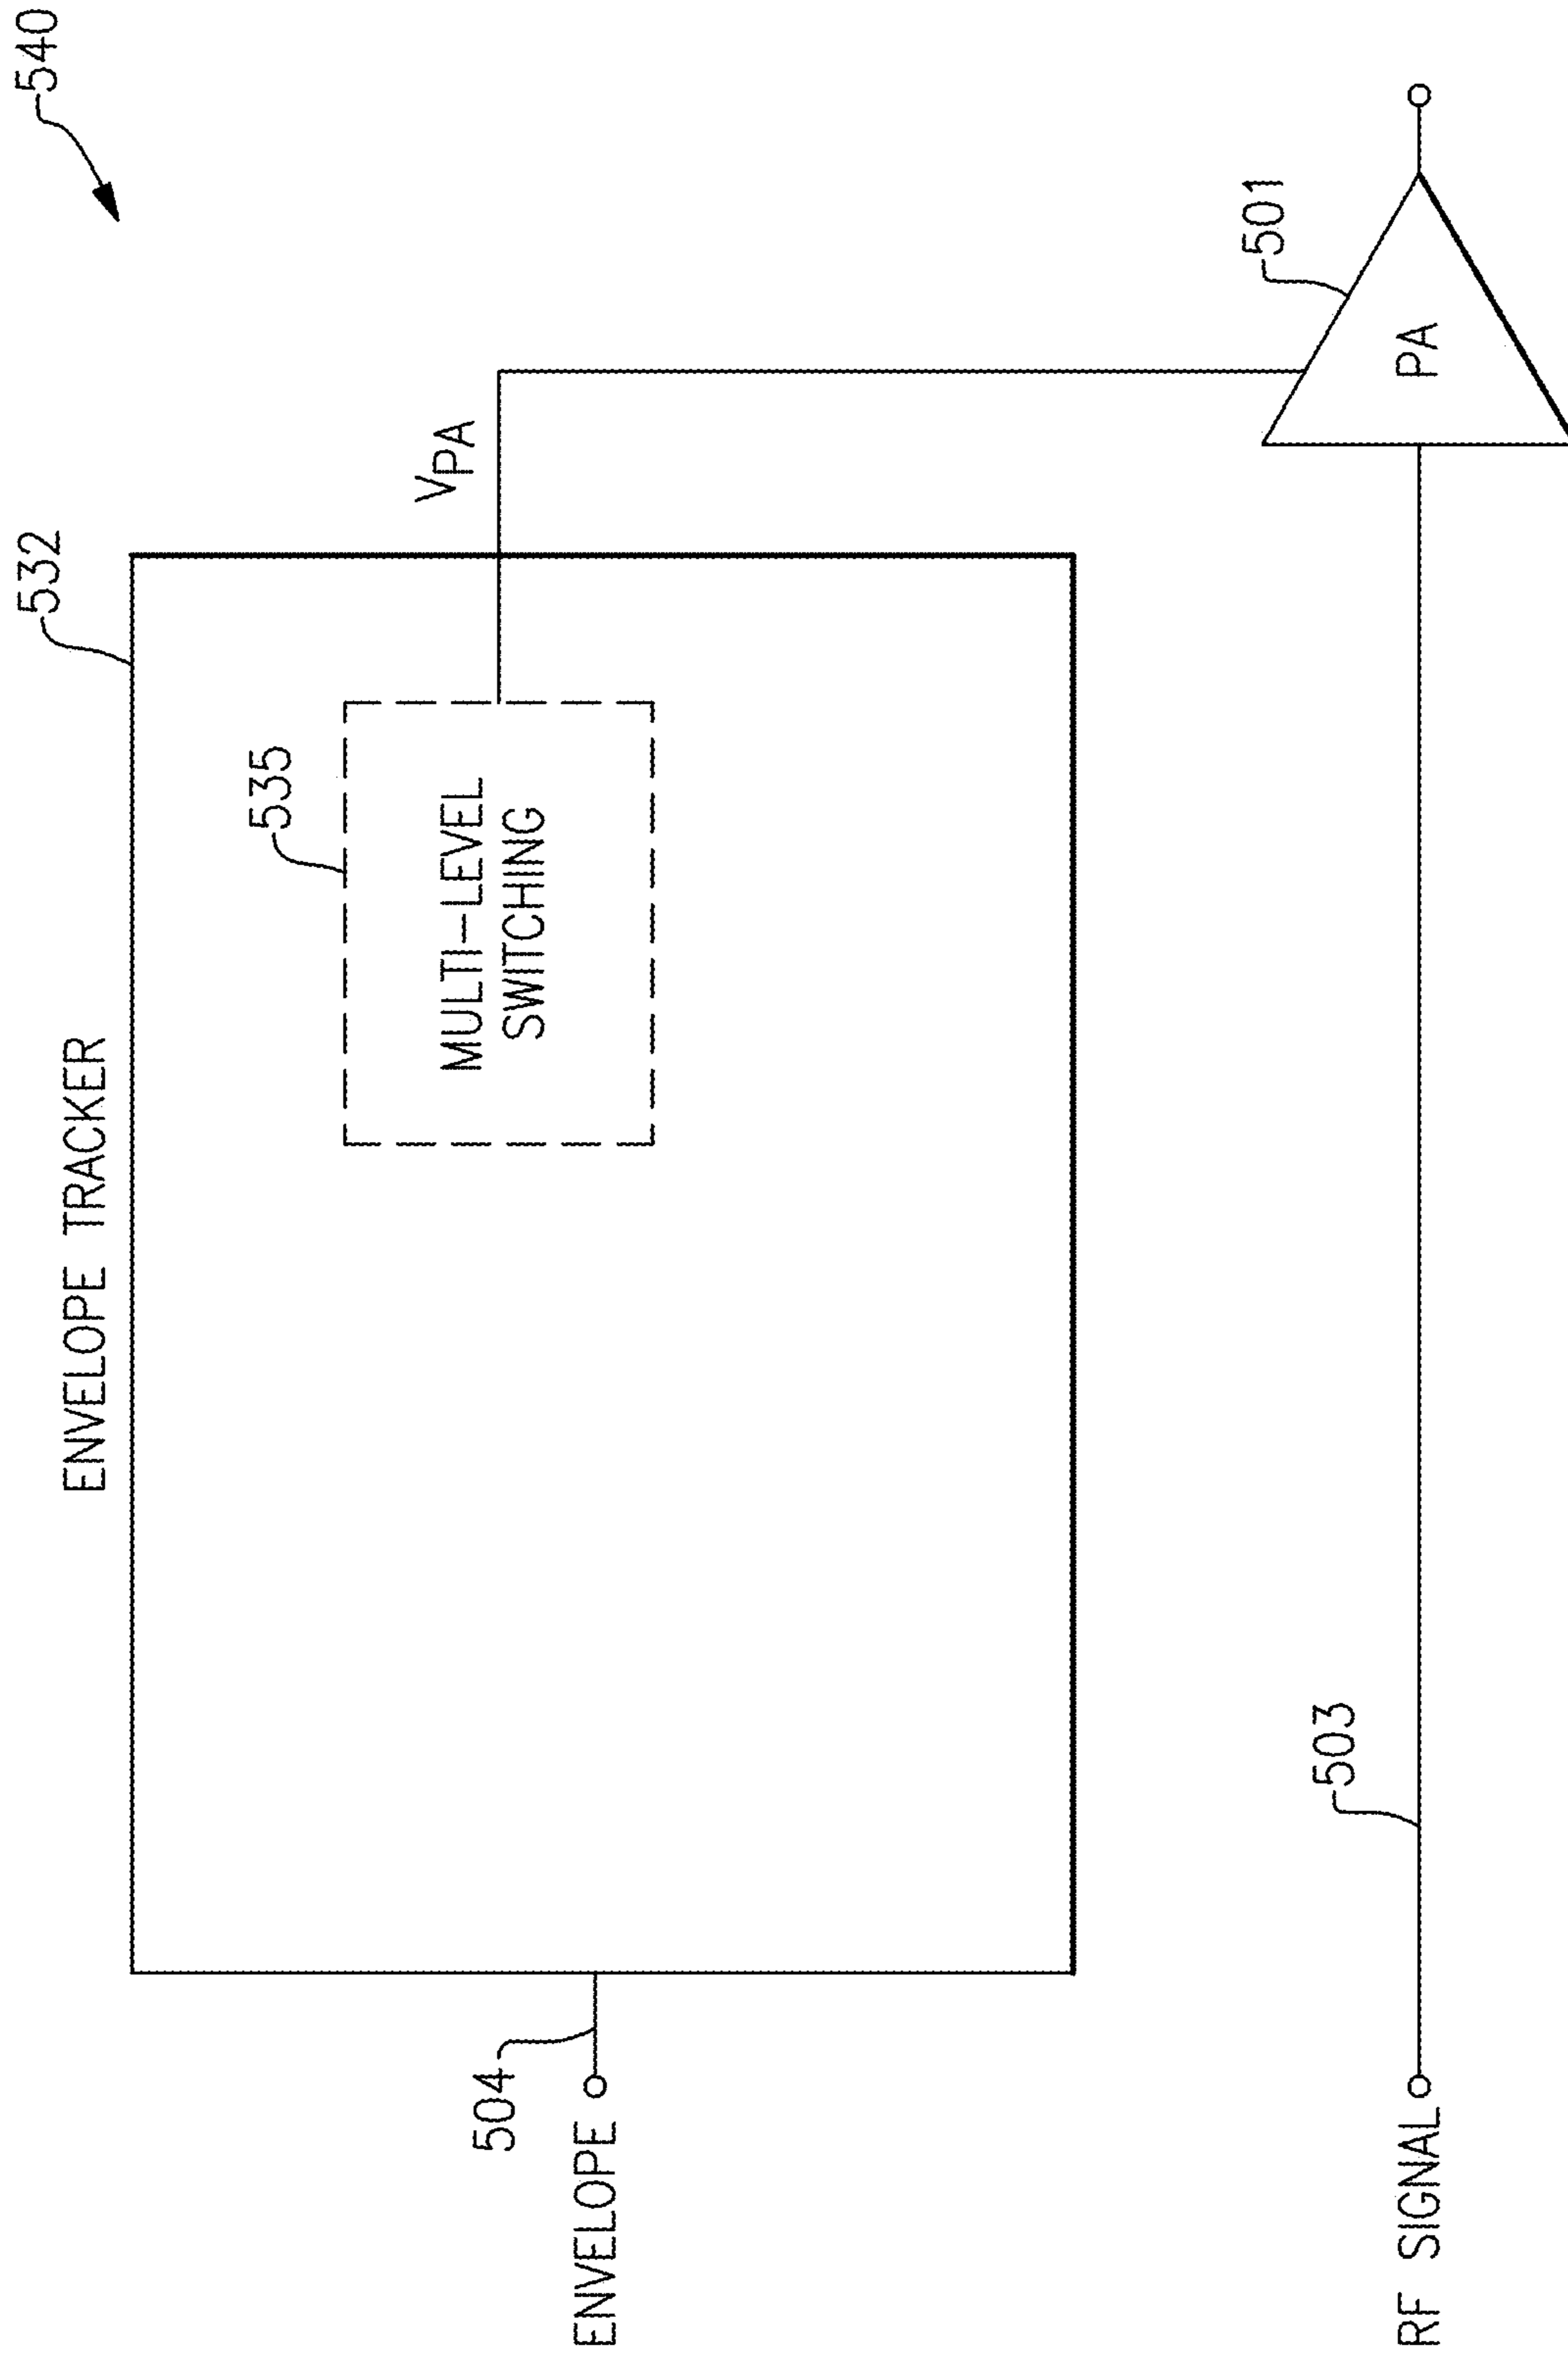 540
ENVELOPE TRACKER
532
535
MULTI-LEVEL
SWITCHING
VPA
504
ENVELOPE
501
PA
503
RF SIGNAL